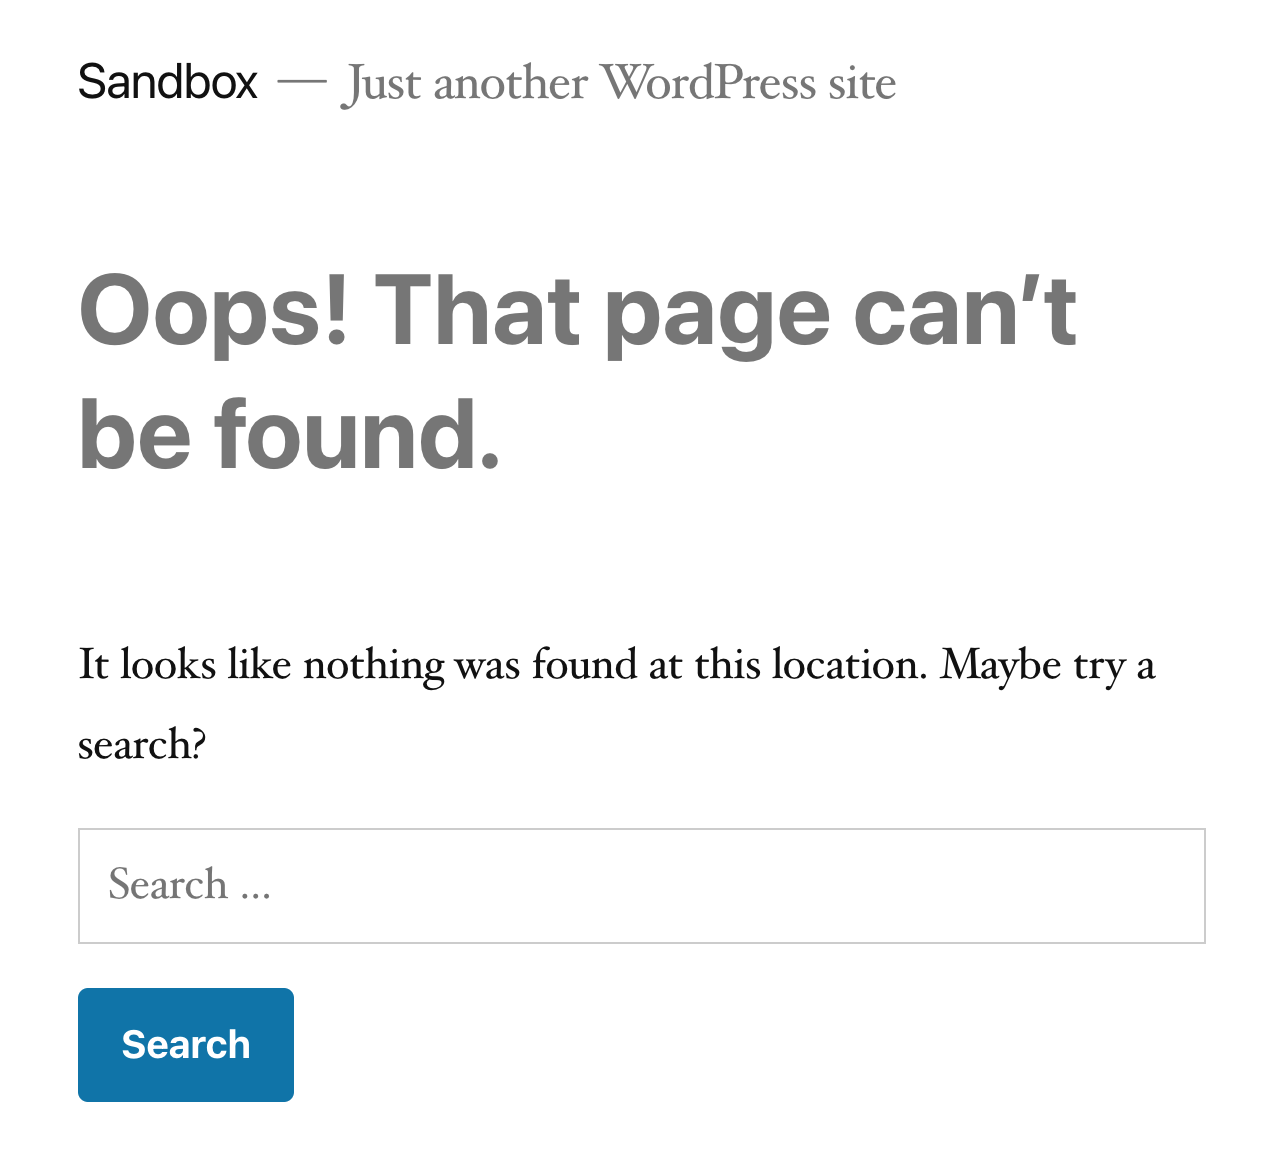 Sandbox — Just another WordPress site
Oops! That page can’t
be found.
It looks like nothing was found at this location. Maybe try a
search?
Search …
Search